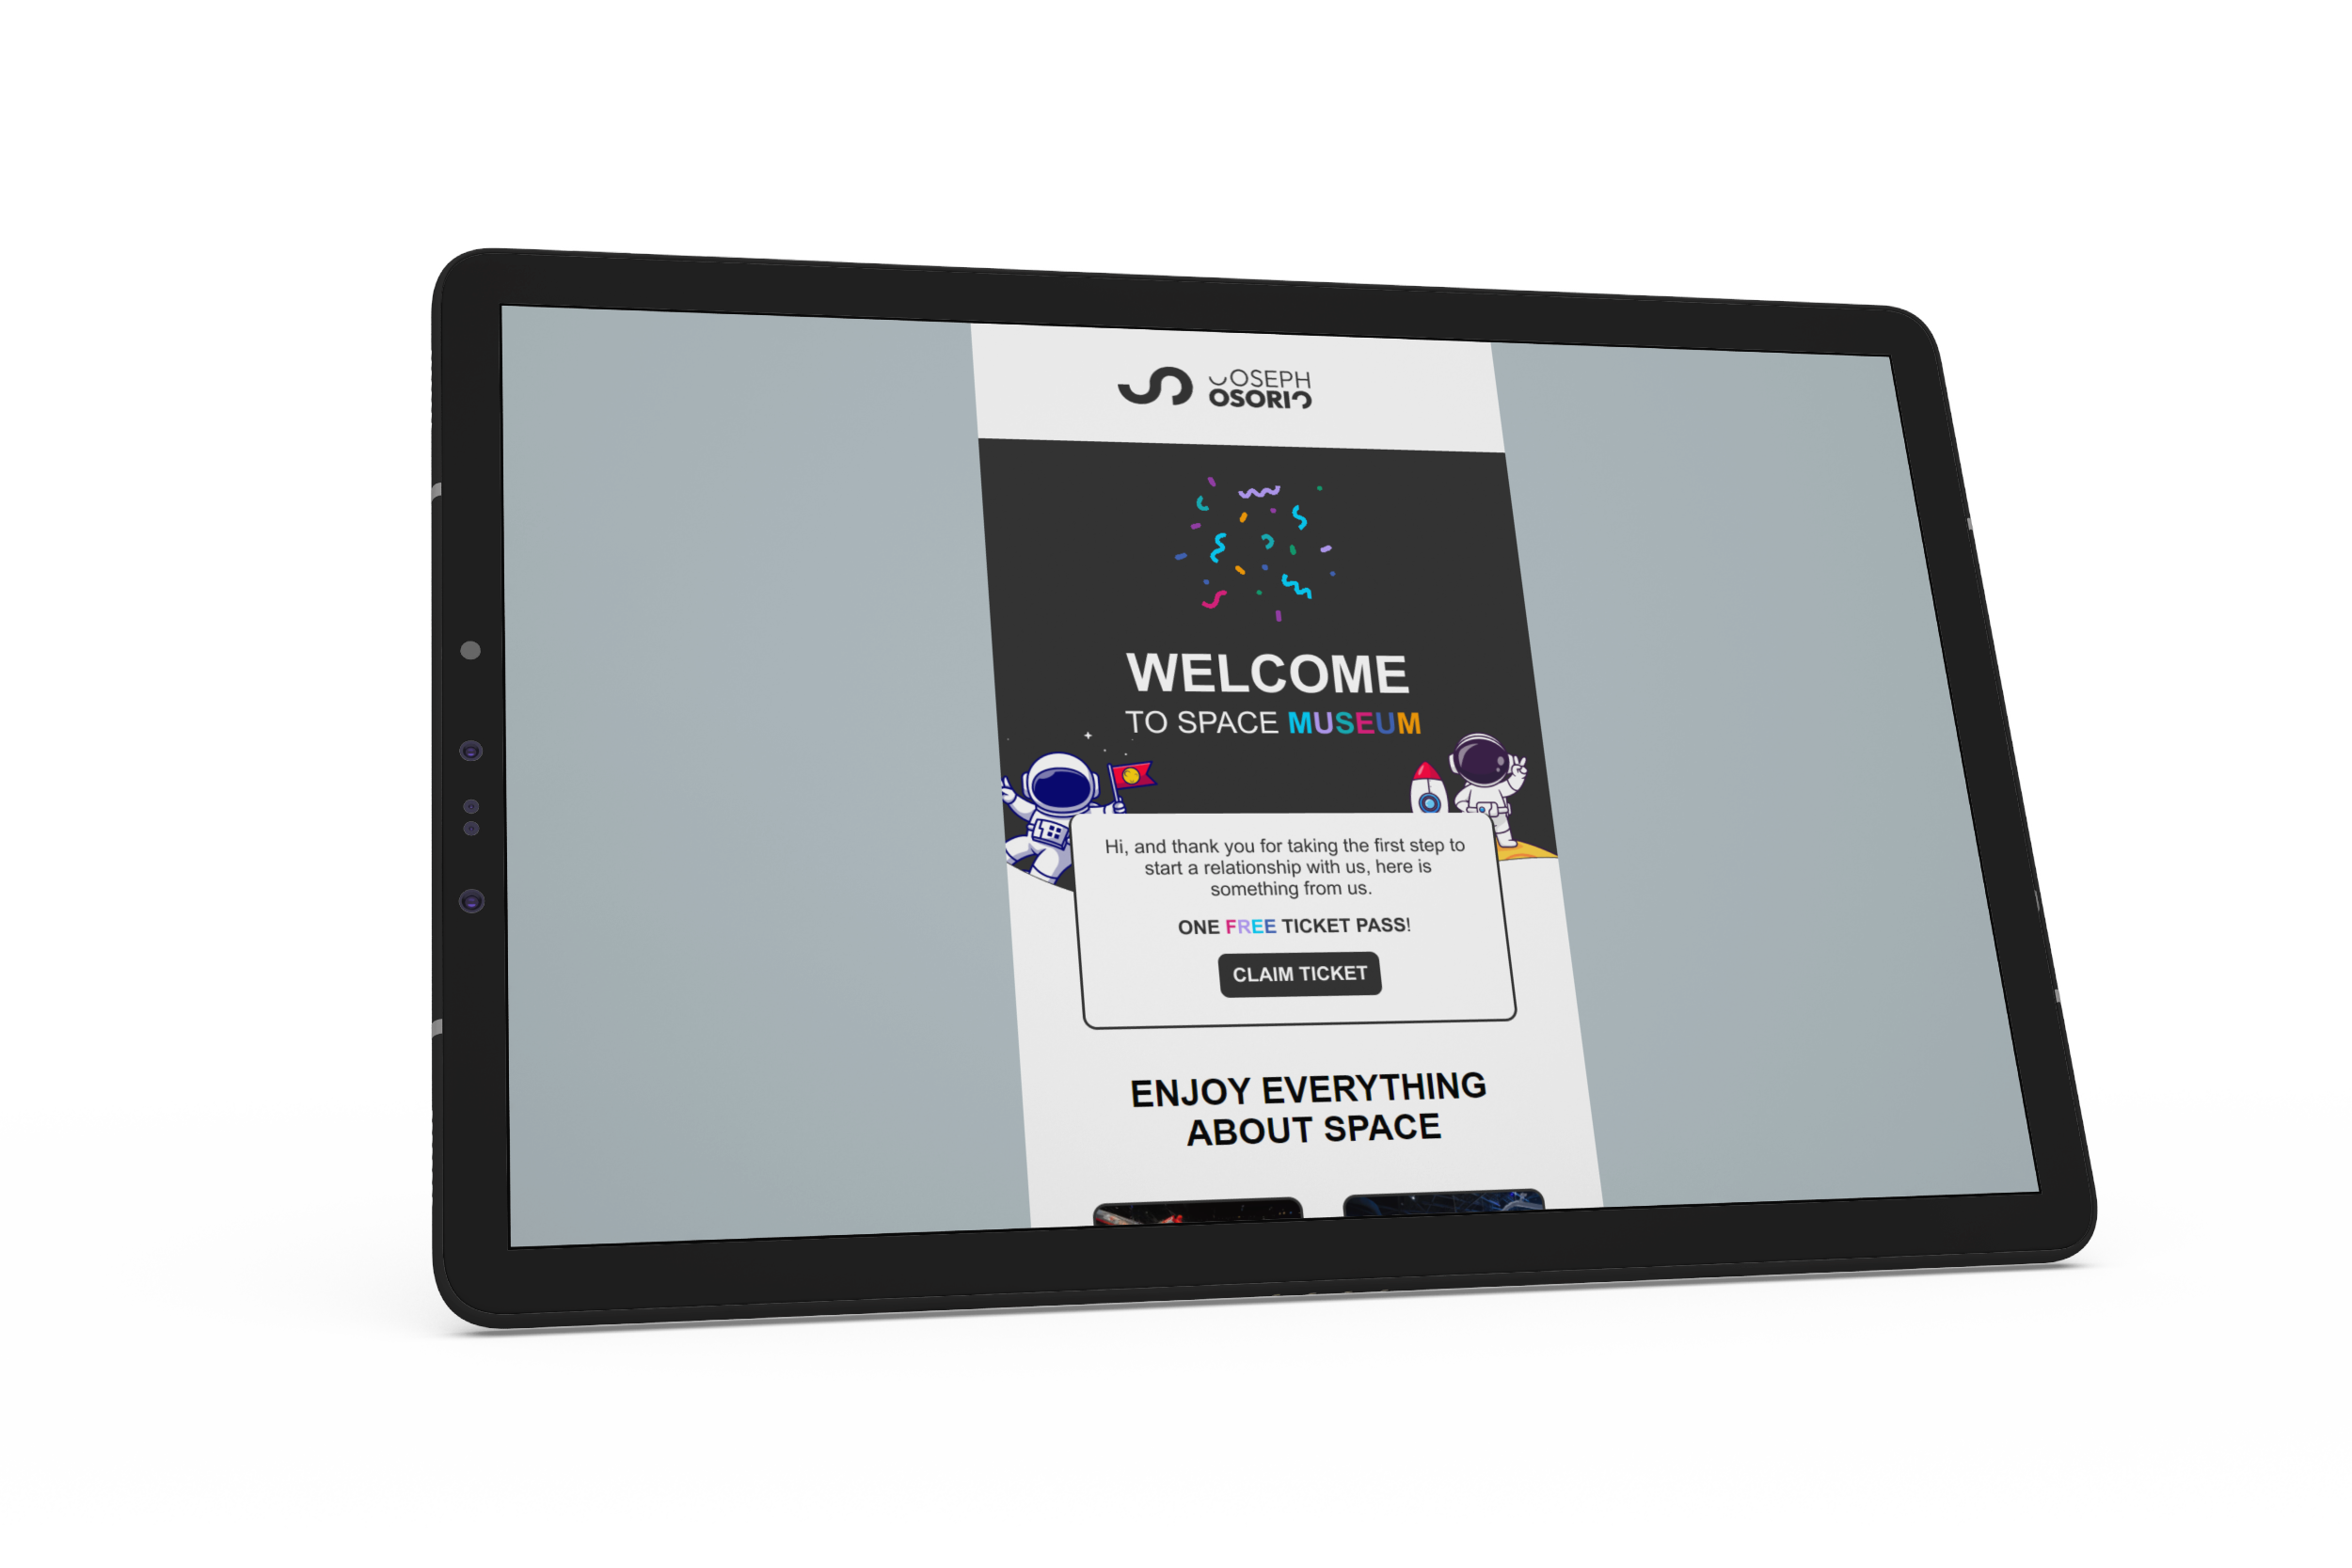 JOSEPH
OSORIO
WELCOME
TO SPACE MUSEUM
Hi, and thank you for taking the first step to
start a relationship with us, here is
something from us.
ONE FREE TICKET PASS!
CLAIM TICKET
ENJOY EVERYTHING
ABOUT SPACE